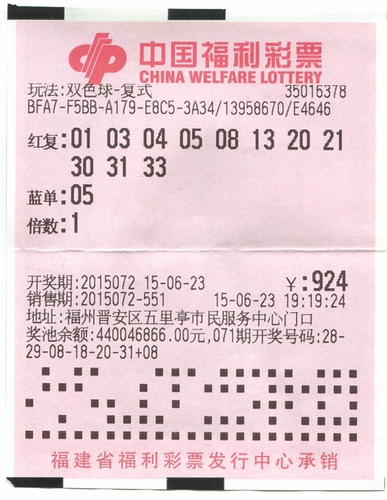 中国福利彩票
CHINA WELFARE LOTTERY
玩法:双色球-复式 35016378
BFA7-F5BB-A179-E8C5-3A34/13958670/E4646
红复:01 03 04 05 08 13 20 21
30 31 33
蓝单:05
倍数:1
开奖期:2015072 15-06-23 ¥:924
销售期:2015072-551 15-06-23 19:19:24
地址:福州晋安区五里亭市民服务中心门口
奖池余额:440046866.00元,071期开奖号码:28-
29-08-18-20-31+08
福建省福利彩票发行中心承销